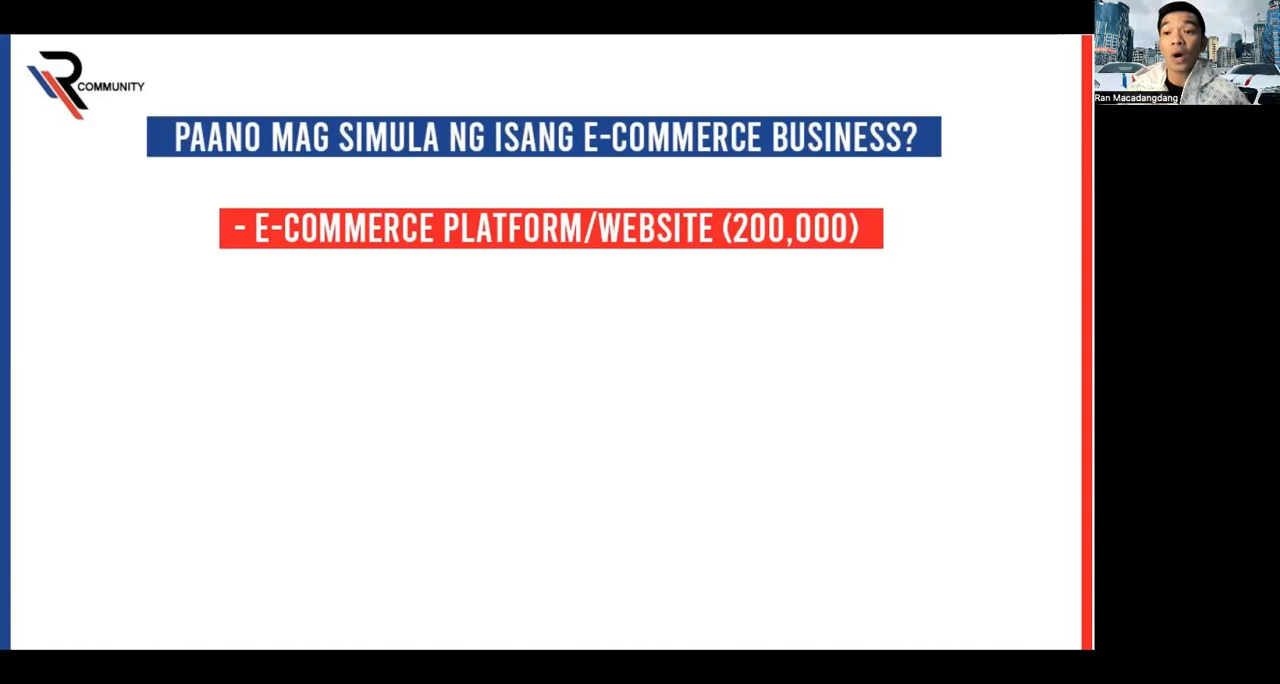 R
COMMUNITY
PAANO MAG SIMULA NG ISANG E-COMMERCE BUSINESS?
- E-COMMERCE PLATFORM/WEBSITE (200,000)
Ran Macadangdang